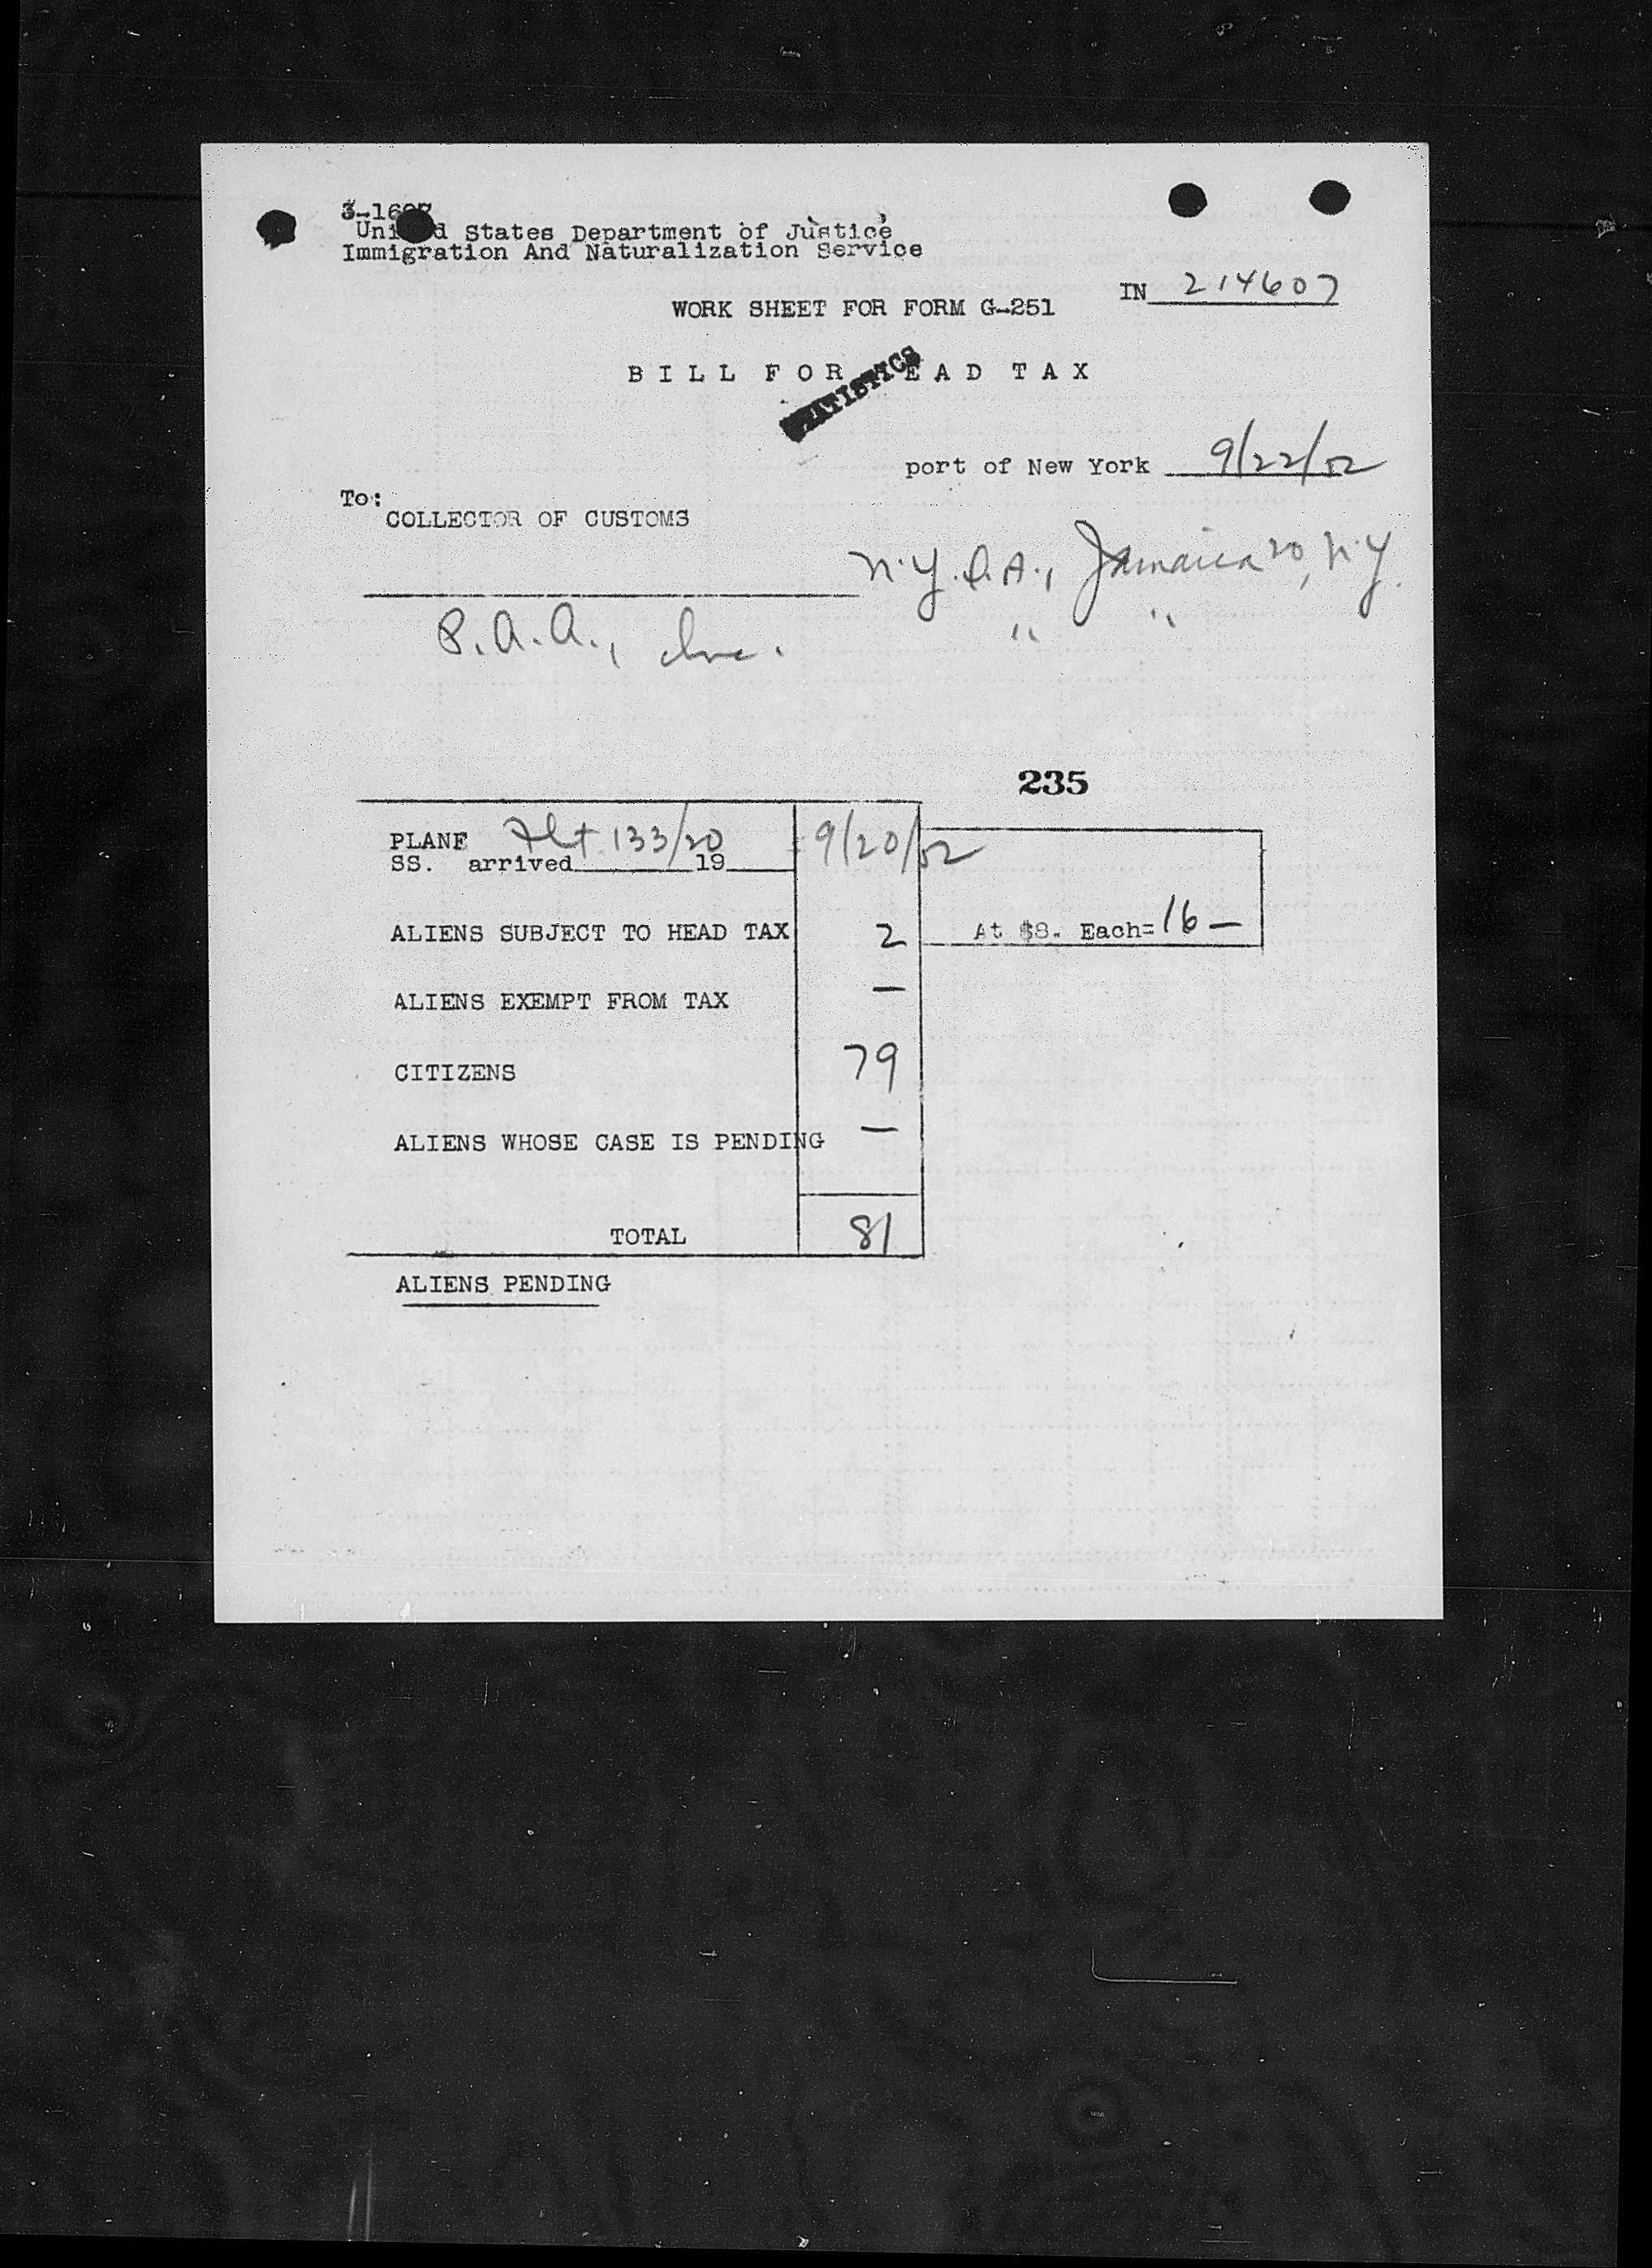 Uni d States Department of Justice
Immigration And Naturalization Service
IN 214607
WORK SHEET FOR FORM G-251
BILL FOR HEAD TAX
STATISTICS
port of New York 9/22/52
To:
COLLECTOR OF CUSTOMS
N.Y.I.A., Jamaica 20, N.Y.
P.A.A., Inc. " "
235
PLANE Flt 133/20 9/20/52
SS. arrived 19
ALIENS SUBJECT TO HEAD TAX 2 At $8. Each= 16 —
ALIENS EXEMPT FROM TAX —
CITIZENS 79
ALIENS WHOSE CASE IS PENDING —
TOTAL 81
ALIENS PENDING